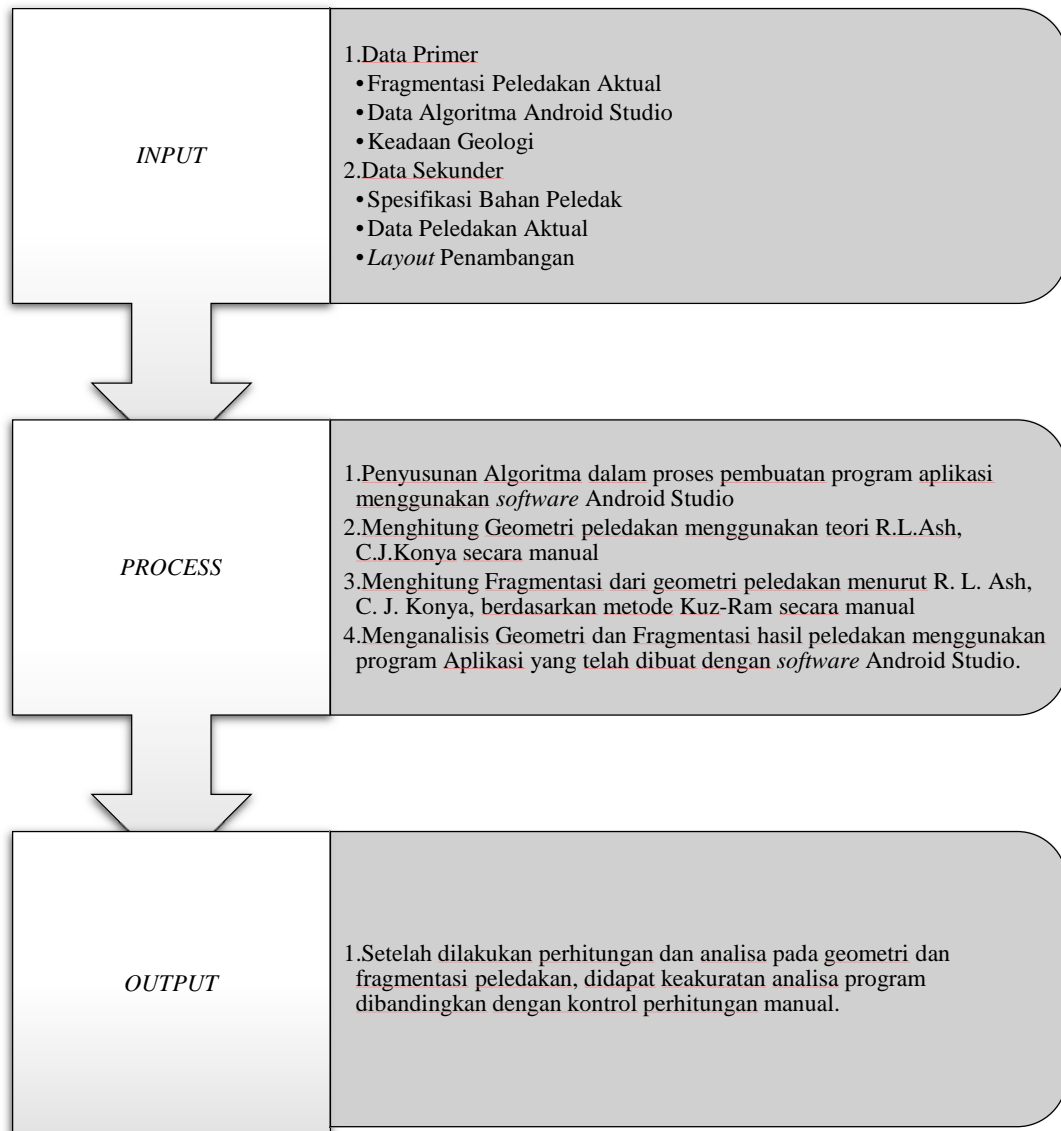 INPUT
1.Data Primer
•Fragmentasi Peledakan Aktual
•Data Algoritma Android Studio
•Keadaan Geologi
2.Data Sekunder
•Spesifikasi Bahan Peledak
•Data Peledakan Aktual
•Layout Penambangan
PROCESS
1.Penyusunan Algoritma dalam proses pembuatan program aplikasi
menggunakan software Android Studio
2.Menghitung Geometri peledakan menggunakan teori R.L.Ash,
C.J.Konya secara manual
3.Menghitung Fragmentasi dari geometri peledakan menurut R. L. Ash,
C. J. Konya, berdasarkan metode Kuz-Ram secara manual
4.Menganalisis Geometri dan Fragmentasi hasil peledakan menggunakan
program Aplikasi yang telah dibuat dengan software Android Studio.
OUTPUT
1.Setelah dilakukan perhitungan dan analisa pada geometri dan
fragmentasi peledakan, didapat keakuratan analisa program
dibandingkan dengan kontrol perhitungan manual.